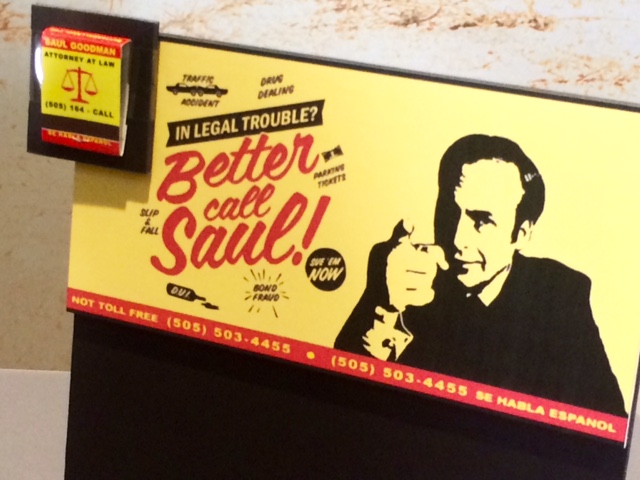 SAUL GOODMAN
ATTORNEY AT LAW
(505) 164 - CALL
SE HABLA ESPANOL
TRAFFIC
ACCIDENT
DRUG
DEALING
IN LEGAL TROUBLE?
Better
call
Saul!
PARKING
TICKETS
SLIP
&
FALL
SUE 'EM
NOW
D.U.I.
BOND
FRAUD
NOT TOLL FREE (505) 503-4455 • (505) 503-4455 SE HABLA ESPANOL